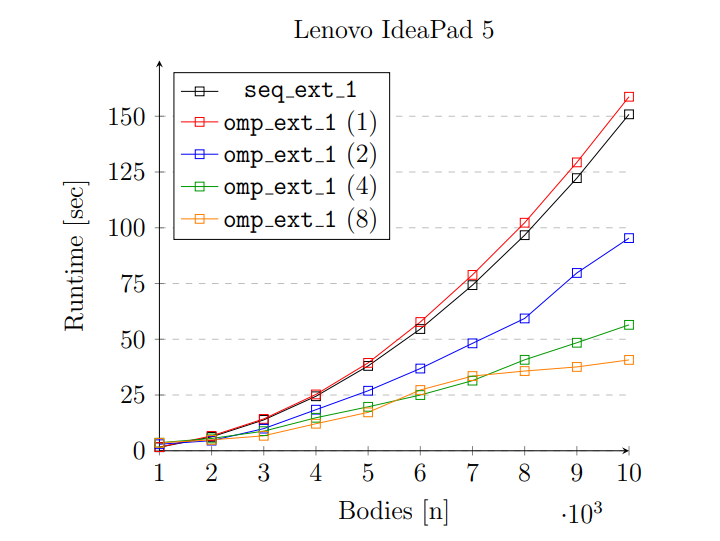 Lenovo IdeaPad 5
seq_ext_1
omp_ext_1 (1)
omp_ext_1 (2)
omp_ext_1 (4)
omp_ext_1 (8)
150
125
100
75
50
25
0
Runtime [sec]
1 2 3 4 5 6 7 8 9 10
Bodies [n]
·10³